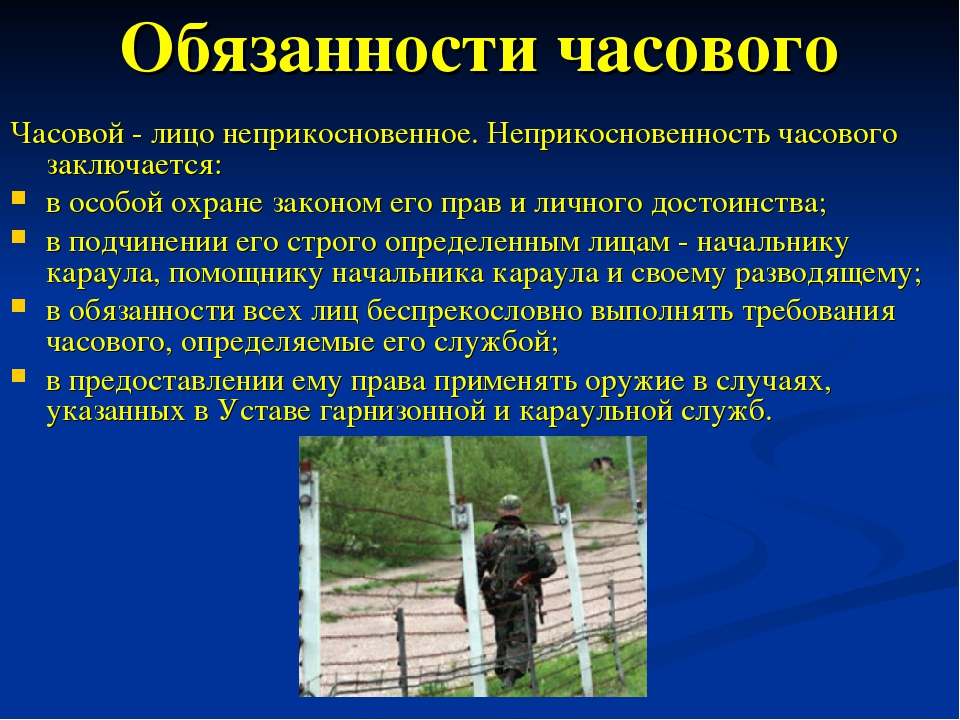 Обязанности часового
Часовой - лицо неприкосновенное. Неприкосновенность часового
заключается:
в особой охране законом его прав и личного достоинства;
в подчинении его строго определенным лицам - начальнику
караула, помощнику начальника караула и своему разводящему;
в обязанности всех лиц беспрекословно выполнять требования
часового, определяемые его службой;
в предоставлении ему права применять оружие в случаях,
указанных в Уставе гарнизонной и караульной служб.